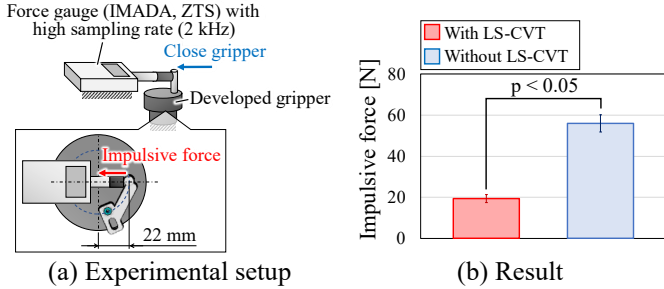 Force gauge (IMADA, ZTS) with
high sampling rate (2 kHz)
Close gripper
Developed gripper
Impulsive force
22 mm
(a) Experimental setup
With LS-CVT
Without LS-CVT
Impulsive force [N]
80
60
40
20
0
p < 0.05
(b) Result